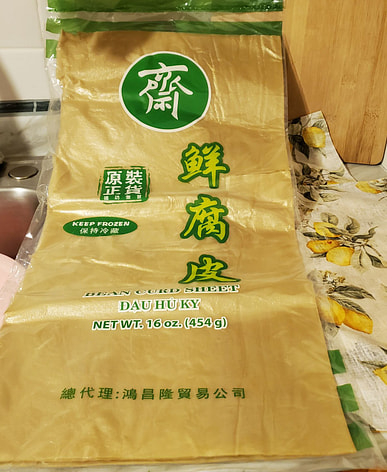 齋
鮮腐皮
原裝
正貨
KEEP FROZEN
保持冷藏
BEAN CURD SHEET
DẬU HU KY
NET WT. 16 oz. (454 g)
總代理:鴻昌隆貿易公司